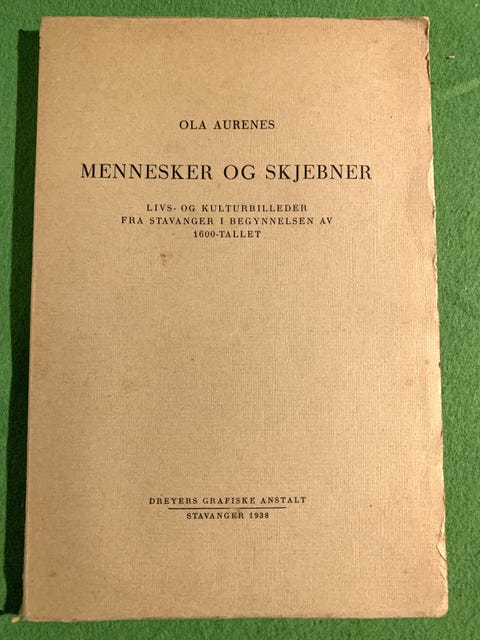 OLA AURENES
MENNESKER OG SKJEBNER
LIVS- OG KULTURBILLEDER
FRA STAVANGER I BEGYNNELSEN AV
1600-TALLET
DREYERS GRAFISKE ANSTALT
STAVANGER 1938